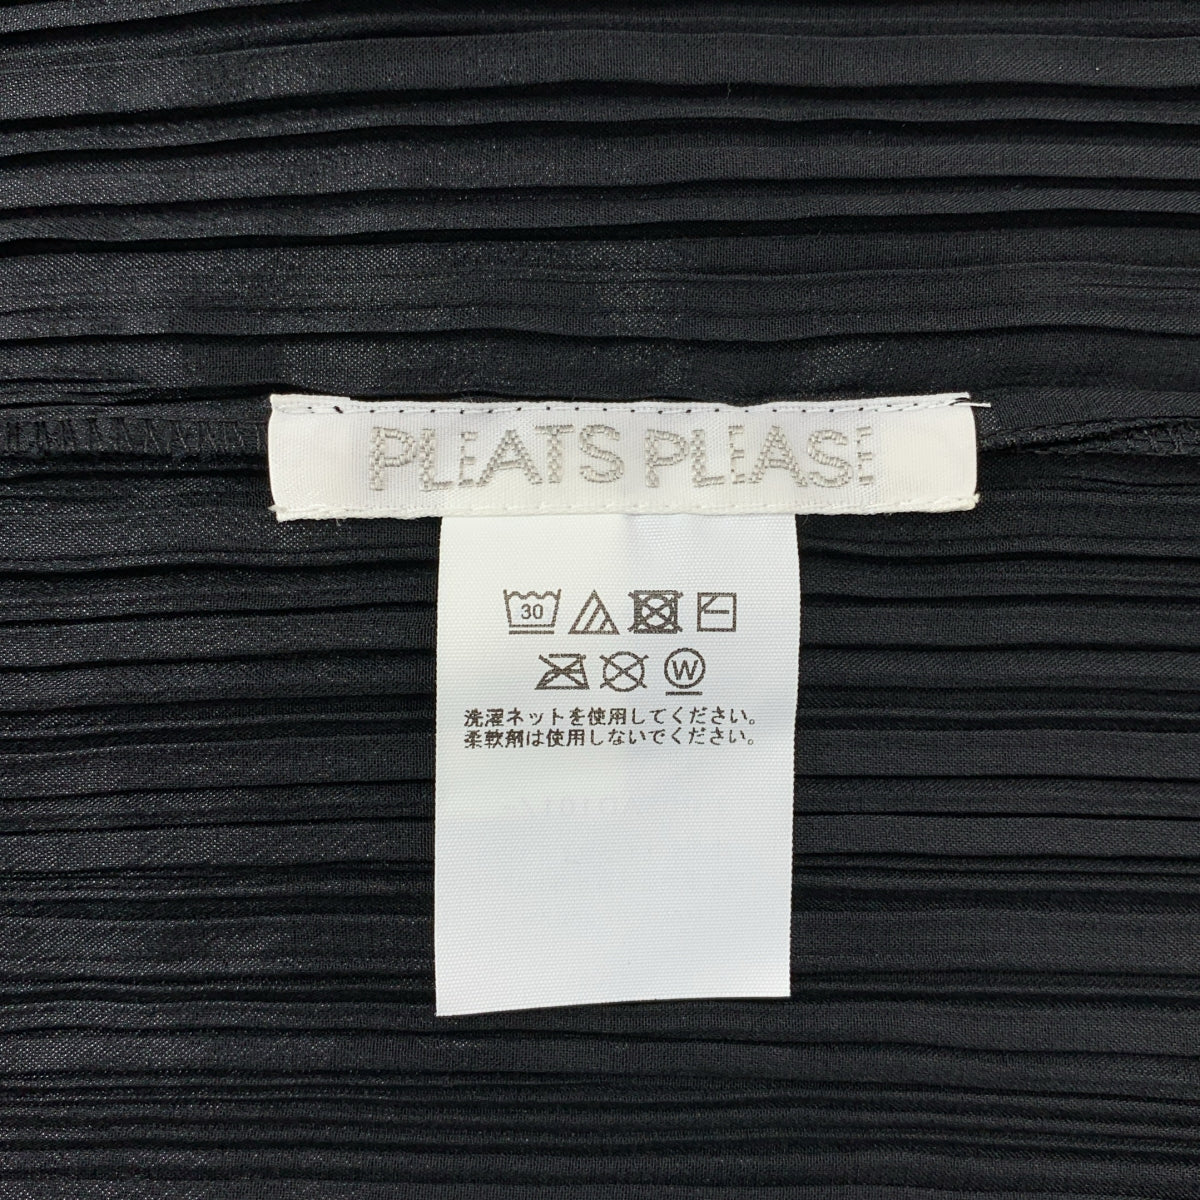 PLEATS PLEASE
30
W
洗濯ネットを使用してください。
柔軟剤は使用しないでください。